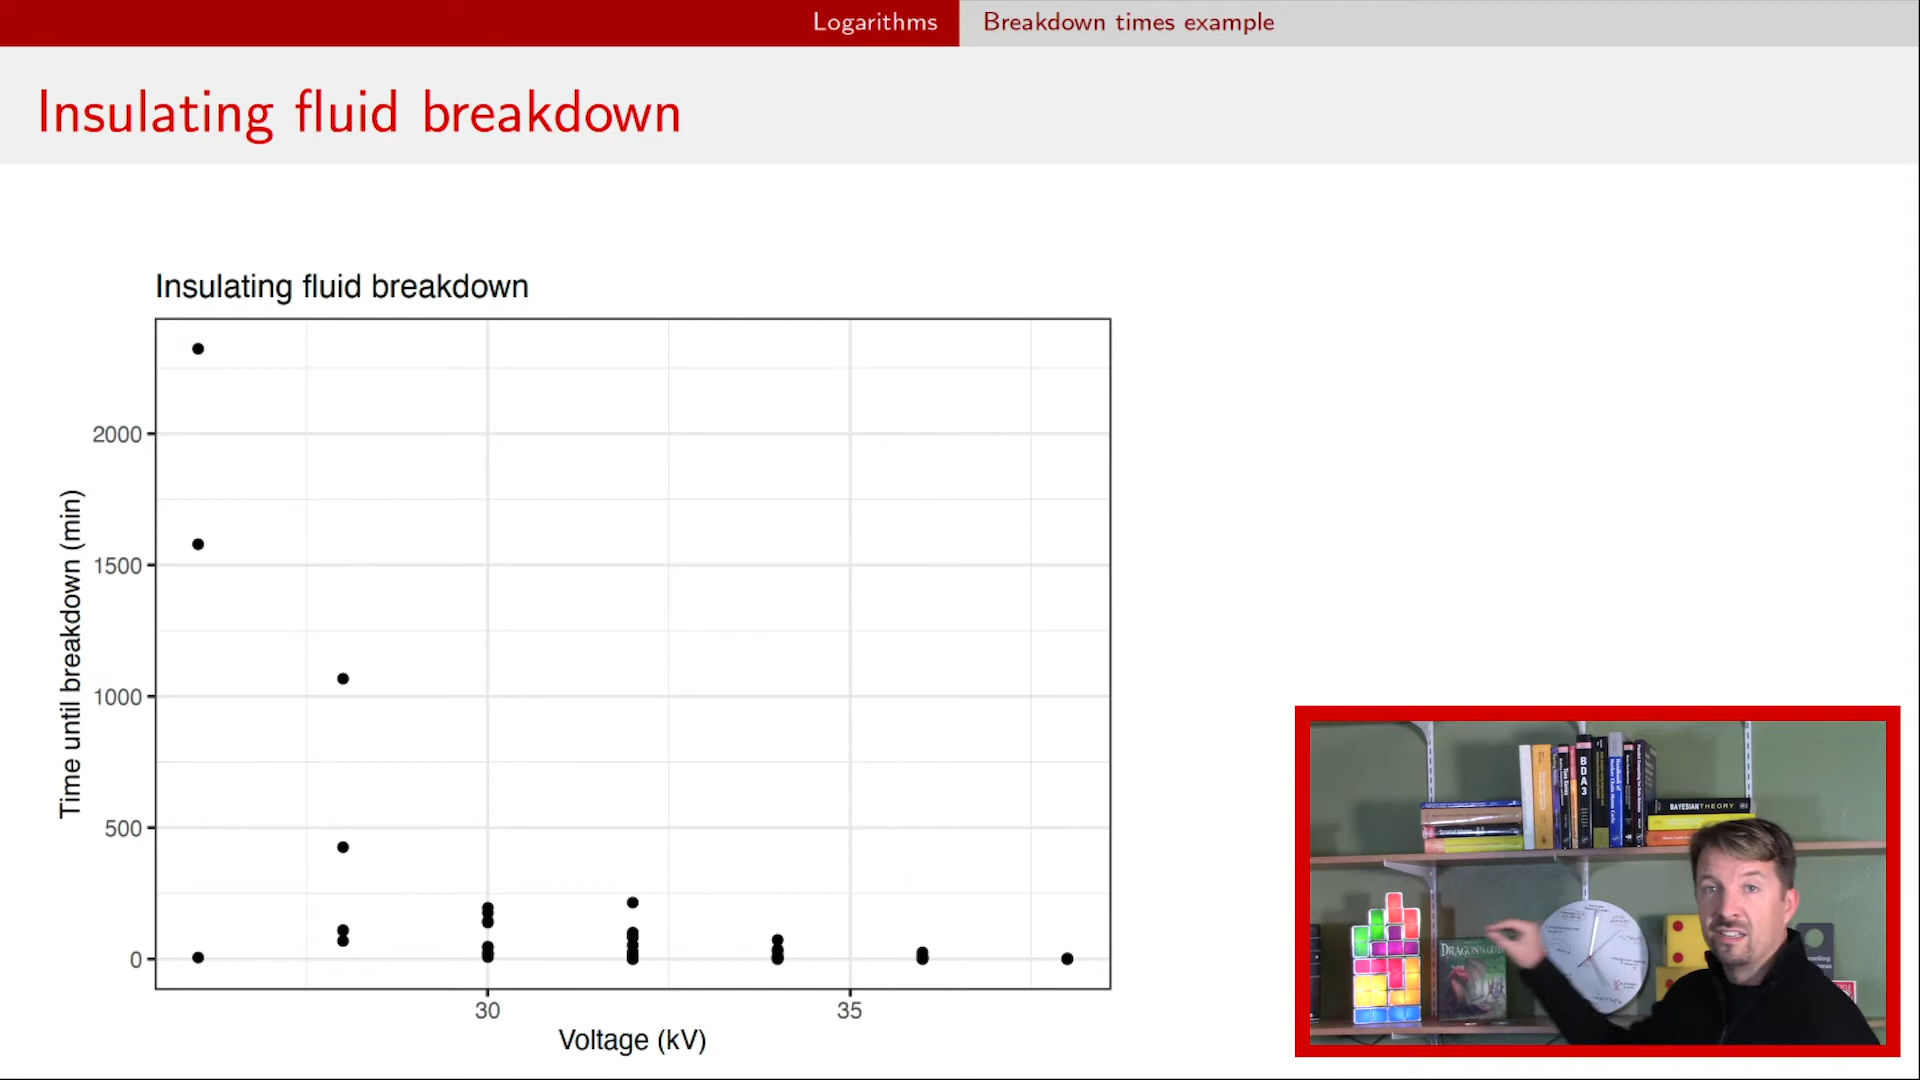 Logarithms
Breakdown times example
Insulating fluid breakdown
Insulating fluid breakdown
Time until breakdown (min)
2000
1500
1000
500
0
30
35
Voltage (kV)
BDA3
BAYESIAN THEORY